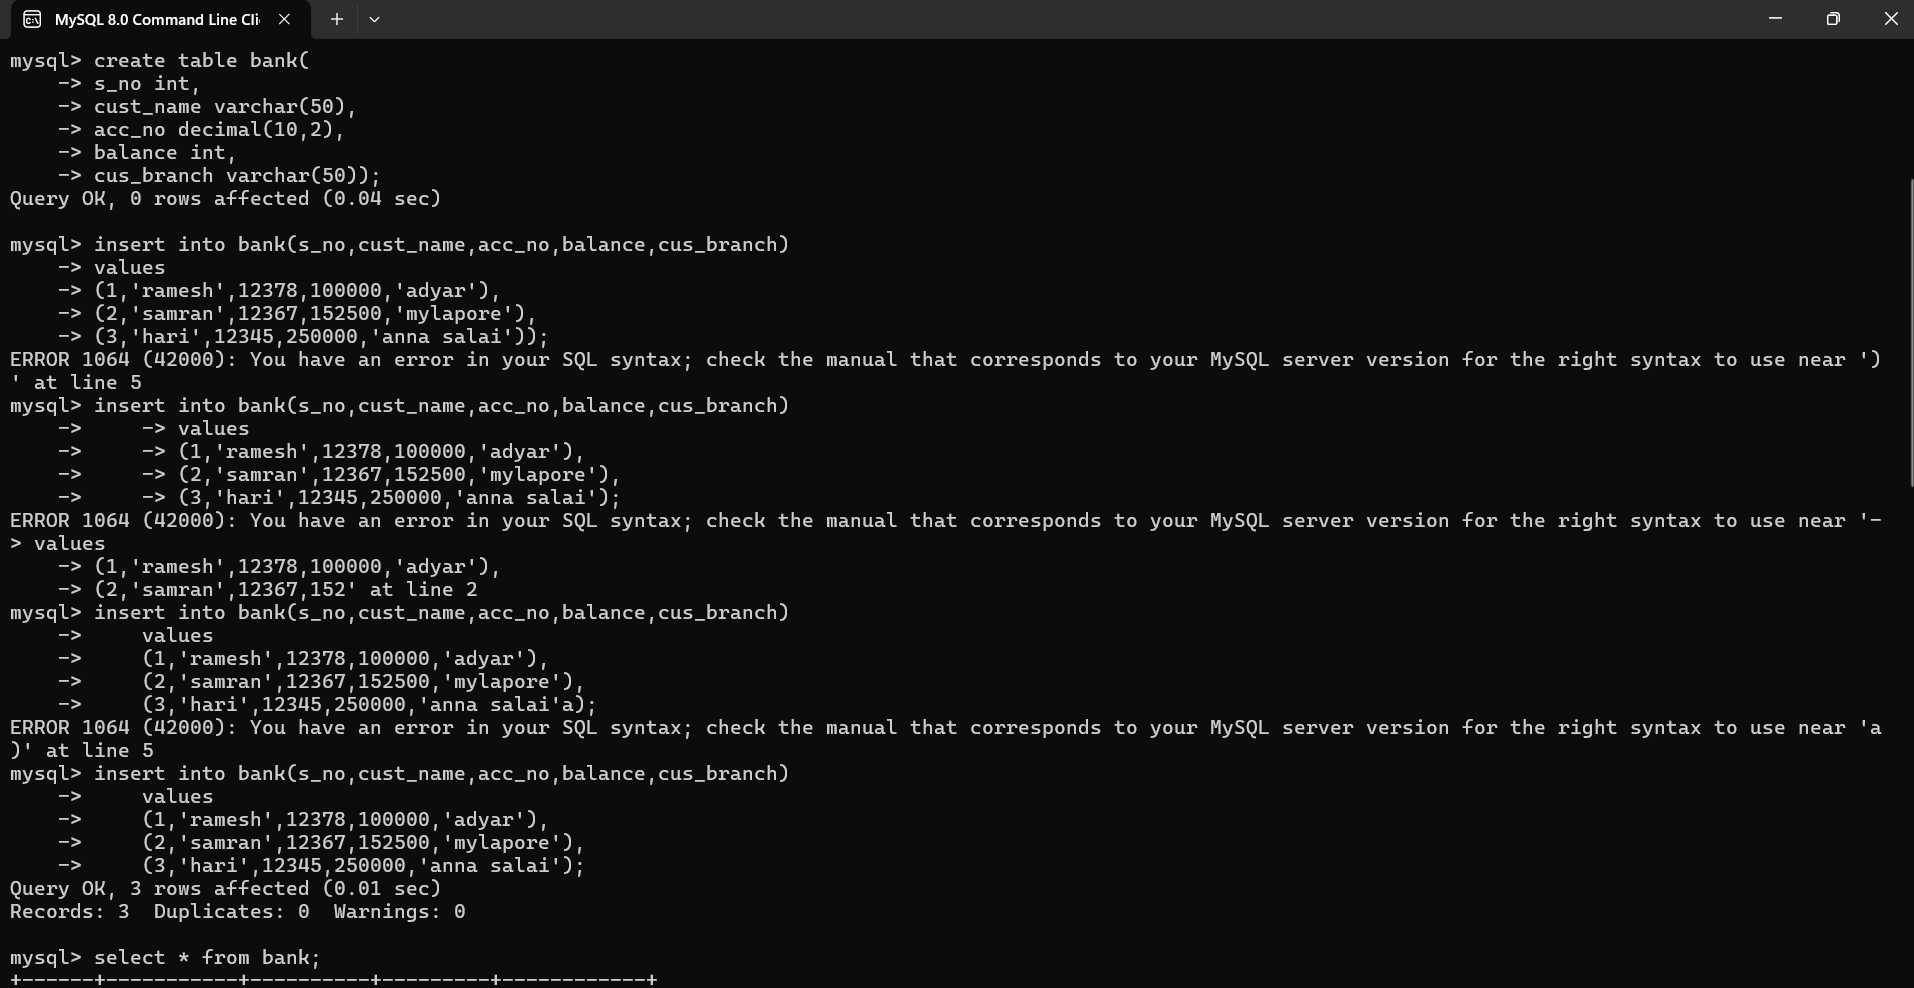 MySQL 8.0 Command Line Cli
mysql> create table bank(
    -> s_no int,
    -> cust_name varchar(50),
    -> acc_no decimal(10,2),
    -> balance int,
    -> cus_branch varchar(50));
Query OK, 0 rows affected (0.04 sec)

mysql> insert into bank(s_no,cust_name,acc_no,balance,cus_branch)
    -> values
    -> (1,'ramesh',12378,100000,'adyar'),
    -> (2,'samran',12367,152500,'mylapore'),
    -> (3,'hari',12345,250000,'anna salai'));
ERROR 1064 (42000): You have an error in your SQL syntax; check the manual that corresponds to your MySQL server version for the right syntax to use near ')
' at line 5
mysql> insert into bank(s_no,cust_name,acc_no,balance,cus_branch)
    ->     -> values
    ->     -> (1,'ramesh',12378,100000,'adyar'),
    ->     -> (2,'samran',12367,152500,'mylapore'),
    ->     -> (3,'hari',12345,250000,'anna salai');
ERROR 1064 (42000): You have an error in your SQL syntax; check the manual that corresponds to your MySQL server version for the right syntax to use near '-
> values
    -> (1,'ramesh',12378,100000,'adyar'),
    -> (2,'samran',12367,152' at line 2
mysql> insert into bank(s_no,cust_name,acc_no,balance,cus_branch)
    ->     values
    ->     (1,'ramesh',12378,100000,'adyar'),
    ->     (2,'samran',12367,152500,'mylapore'),
    ->     (3,'hari',12345,250000,'anna salai'a);
ERROR 1064 (42000): You have an error in your SQL syntax; check the manual that corresponds to your MySQL server version for the right syntax to use near 'a
)' at line 5
mysql> insert into bank(s_no,cust_name,acc_no,balance,cus_branch)
    ->     values
    ->     (1,'ramesh',12378,100000,'adyar'),
    ->     (2,'samran',12367,152500,'mylapore'),
    ->     (3,'hari',12345,250000,'anna salai');
Query OK, 3 rows affected (0.01 sec)
Records: 3  Duplicates: 0  Warnings: 0

mysql> select * from bank;
+------+-----------+----------+---------+------------+